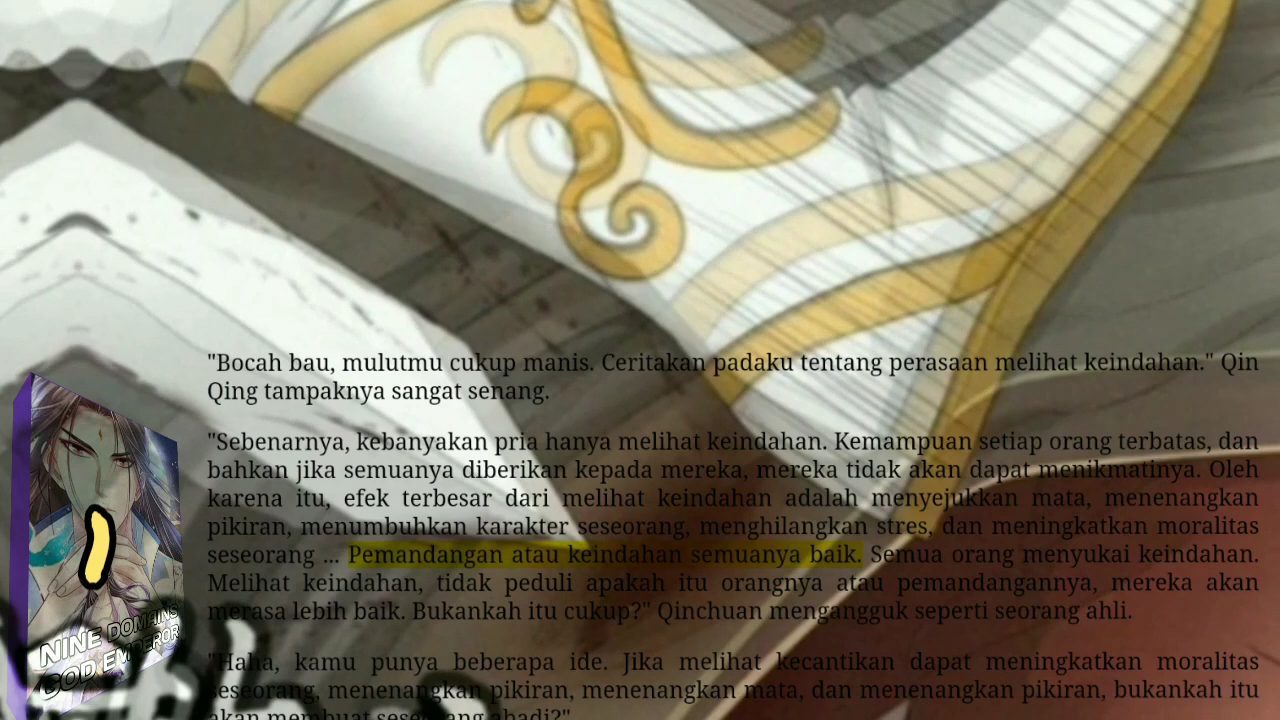 "Bocah bau, mulutmu cukup manis. Ceritakan padaku tentang perasaan melihat keindahan." Qin
Qing tampaknya sangat senang.
"Sebenarnya, kebanyakan pria hanya melihat keindahan. Kemampuan setiap orang terbatas, dan
bahkan jika semuanya diberikan kepada mereka, mereka tidak akan dapat menikmatinya. Oleh
karena itu, efek terbesar dari melihat keindahan adalah menyejukkan mata, menenangkan
pikiran, menumbuhkan karakter seseorang, menghilangkan stres, dan meningkatkan moralitas
seseorang ... Pemandangan atau keindahan semuanya baik. Semua orang menyukai keindahan.
Melihat keindahan, tidak peduli apakah itu orangnya atau pemandangannya, mereka akan
merasa lebih baik. Bukankah itu cukup?" Qinchuan mengangguk seperti seorang ahli.
"Haha, kamu punya beberapa ide. Jika melihat kecantikan dapat meningkatkan moralitas
seseorang, menenangkan pikiran, menenangkan mata, dan menenangkan pikiran, bukankah itu
akan membuat seseorang abadi?"
NINE DOMAINS
GOD EMPEROR